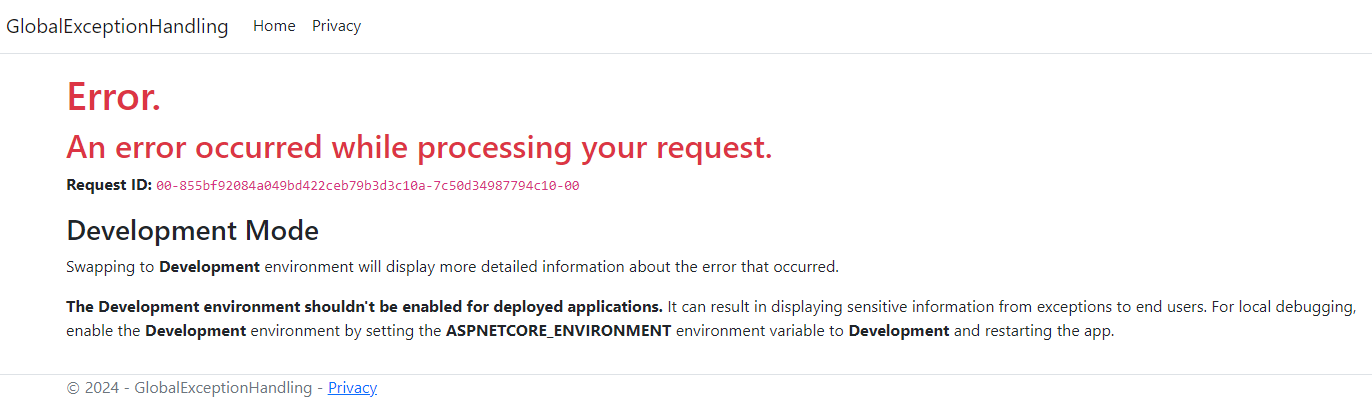 GlobalExceptionHandling Home Privacy
Error.
An error occurred while processing your request.
Request ID: 00-855bf92084a049bd422ceb79b3d3c10a-7c50d34987794c10-00
Development Mode
Swapping to Development environment will display more detailed information about the error that occurred.
The Development environment shouldn't be enabled for deployed applications. It can result in displaying sensitive information from exceptions to end users. For local debugging,
enable the Development environment by setting the ASPNETCORE_ENVIRONMENT environment variable to Development and restarting the app.
© 2024 - GlobalExceptionHandling - Privacy